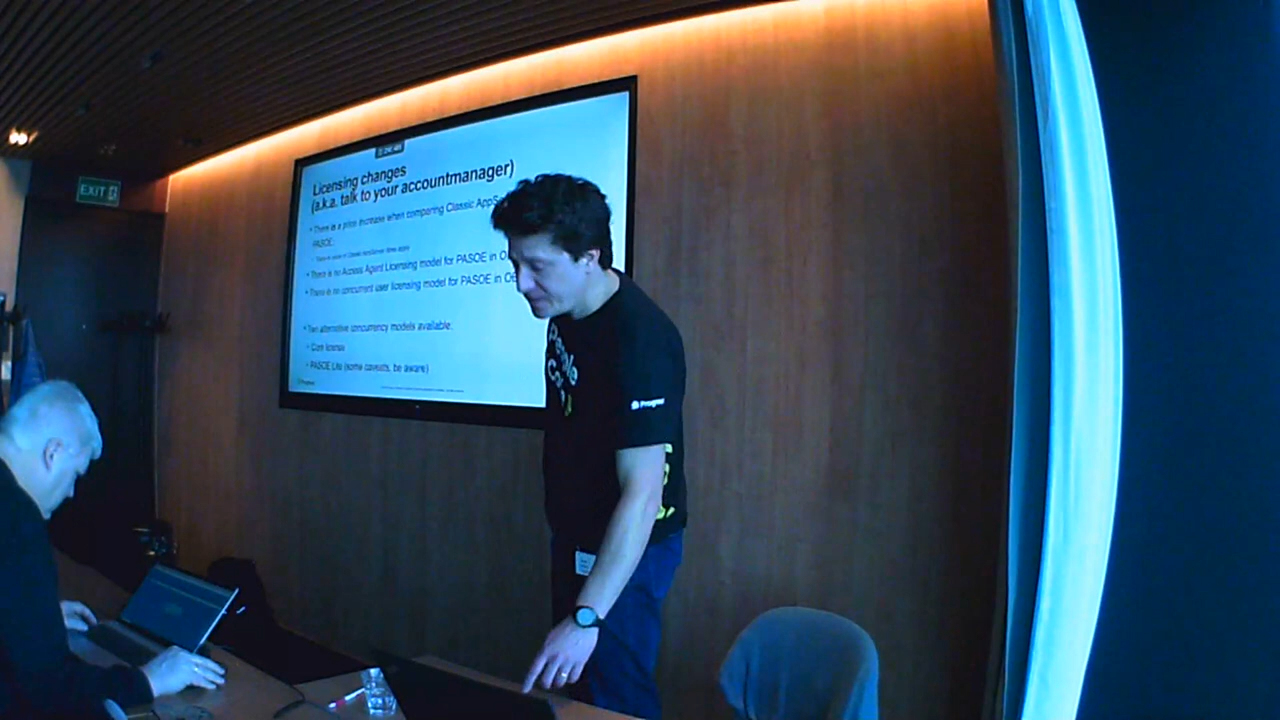 EXIT
Licensing changes
(a.k.a. talk to your accountmanager)
• There is a price increase when comparing Classic
PASOE:
• There is no Access Agent Licensing model for PASOE in
• There is no concurrent user licensing model for PASOE in
• Two alternative concurrency models available:
• Core license
• PASOE Lite (some caveats, be aware)
Progress
Progress